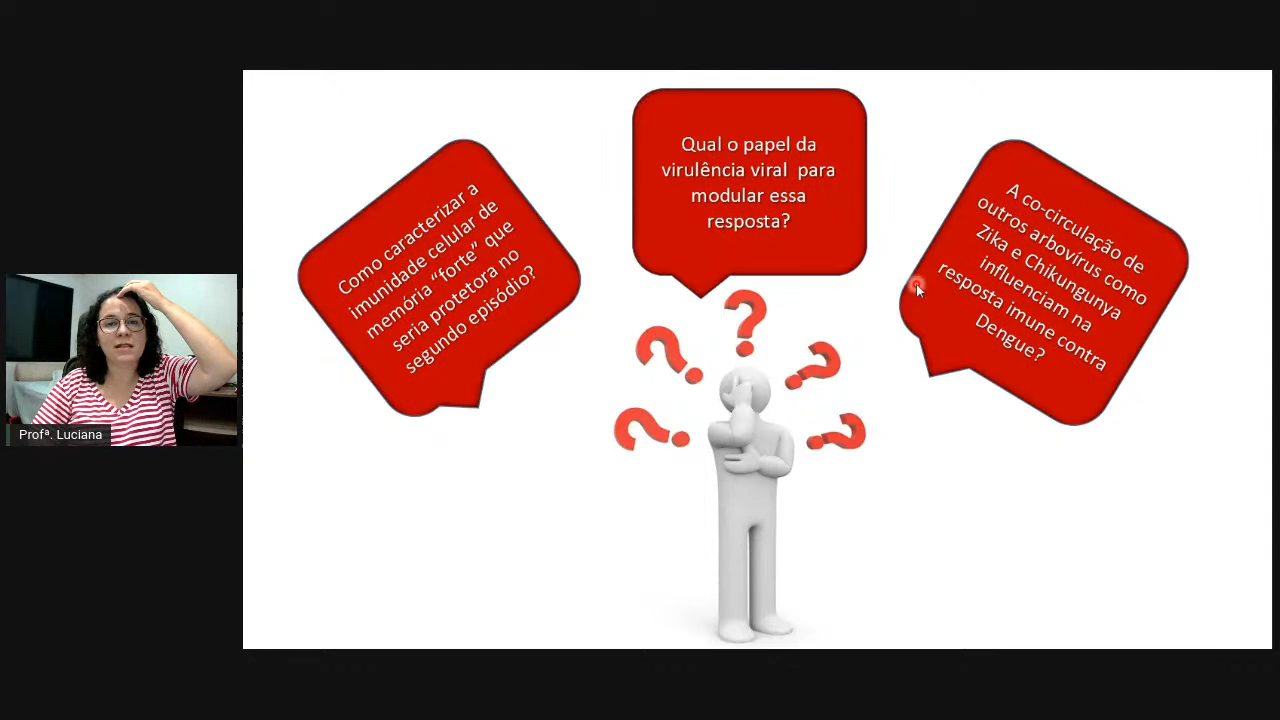 Como caracterizar a
imunidade celular de
memória “forte” que
seria protetora no
segundo episódio?
Qual o papel da
virulência viral  para
modular essa
resposta?
A co-circulação de
outros arbovírus como
Zika e Chikungunya
influenciam na
resposta imune contra
Dengue?
Profª. Luciana